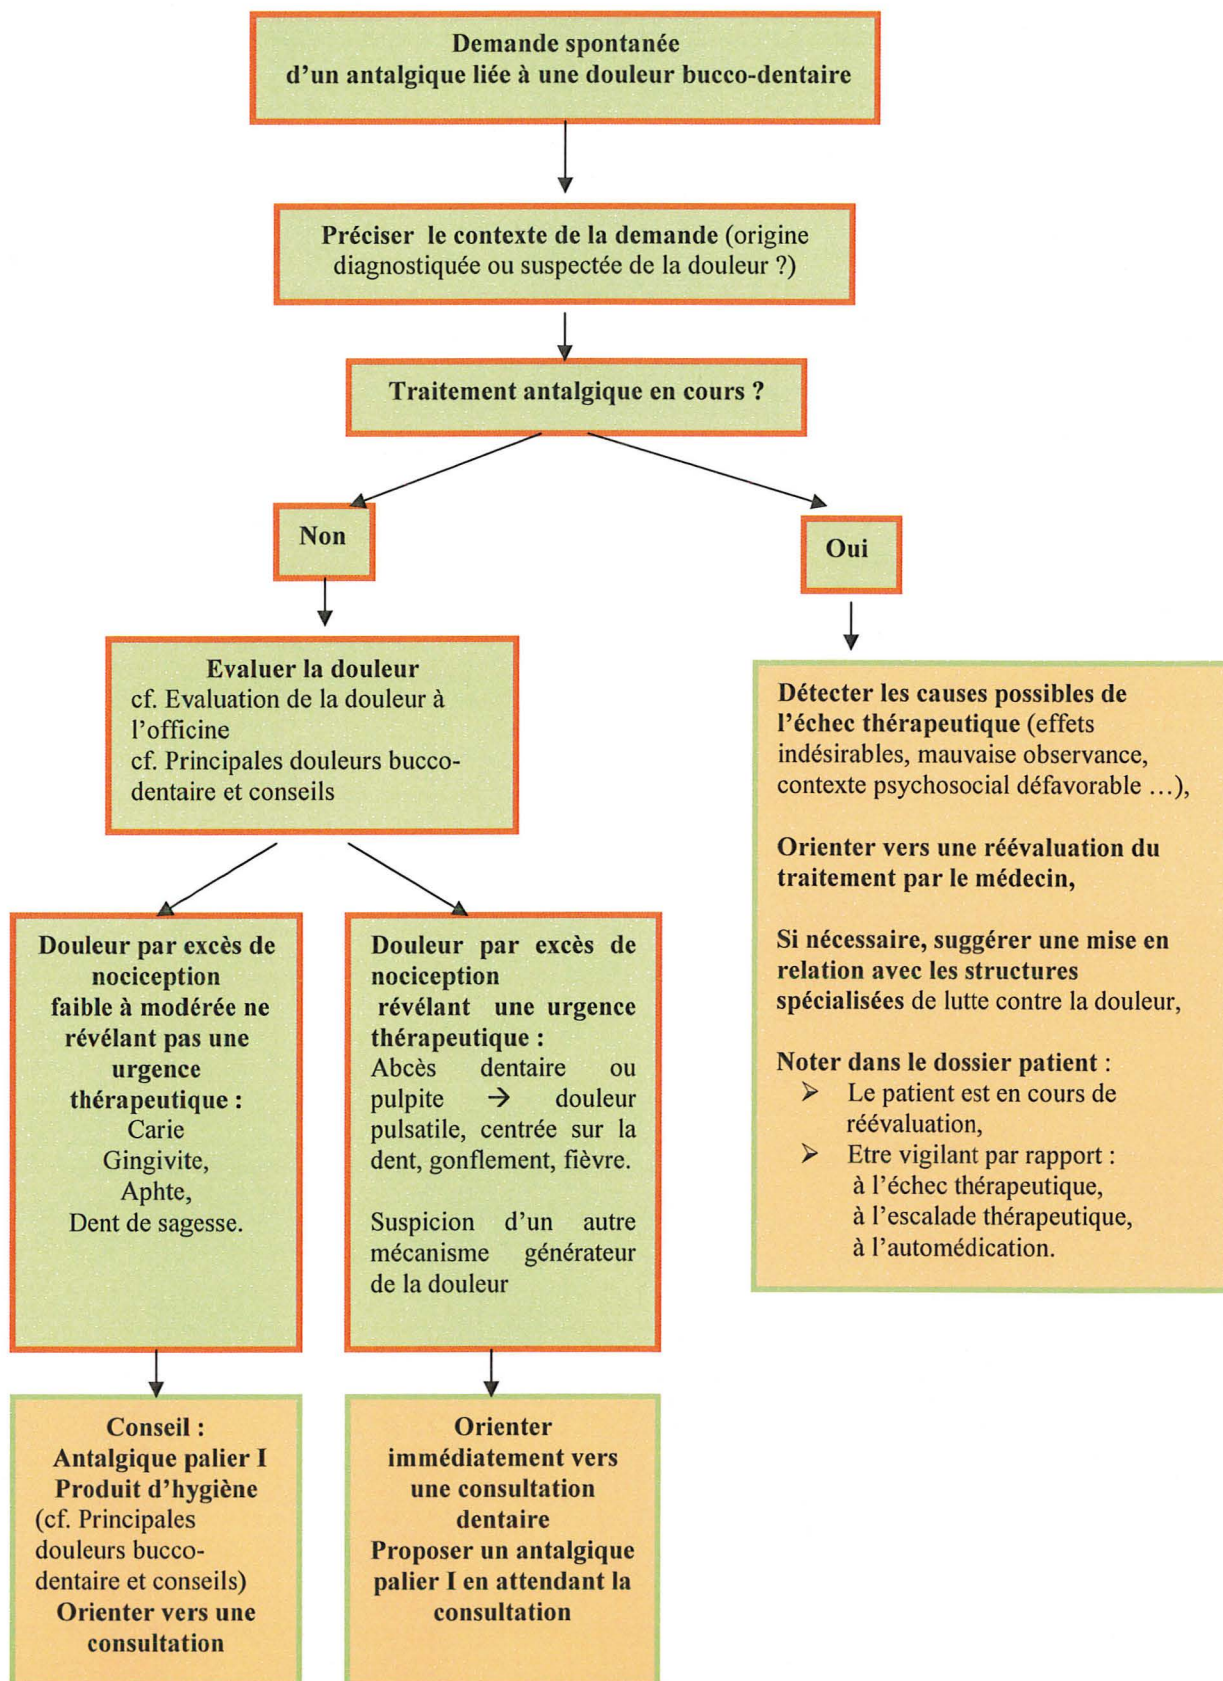 Demande spontanée
d'un antalgique liée à une douleur bucco-dentaire
Préciser le contexte de la demande (origine
diagnostiquée ou suspectée de la douleur ?)
Traitement antalgique en cours ?
Non
Oui
Evaluer la douleur
cf. Evaluation de la douleur à
l'officine
cf. Principales douleurs bucco-
dentaire et conseils
Détecter les causes possibles de
l'échec thérapeutique (effets
indésirables, mauvaise observance,
contexte psychosocial défavorable …),
Orienter vers une réévaluation du
traitement par le médecin,
Si nécessaire, suggérer une mise en
relation avec les structures
spécialisées de lutte contre la douleur,
Noter dans le dossier patient :
➢ Le patient est en cours de
réévaluation,
➢ Etre vigilant par rapport :
à l'échec thérapeutique,
à l'escalade thérapeutique,
à l'automédication.
Douleur par excès de
nociception
faible à modérée ne
révélant pas une
urgence
thérapeutique :
Carie
Gingivite,
Aphte,
Dent de sagesse.
Douleur par excès de
nociception
révélant une urgence
thérapeutique :
Abcès dentaire ou
pulpite → douleur
pulsatile, centrée sur la
dent, gonflement, fièvre.
Suspicion d'un autre
mécanisme générateur
de la douleur
Conseil :
Antalgique palier I
Produit d'hygiène
(cf. Principales
douleurs bucco-
dentaire et conseils)
Orienter vers une
consultation
Orienter
immédiatement vers
une consultation
dentaire
Proposer un antalgique
palier I en attendant la
consultation